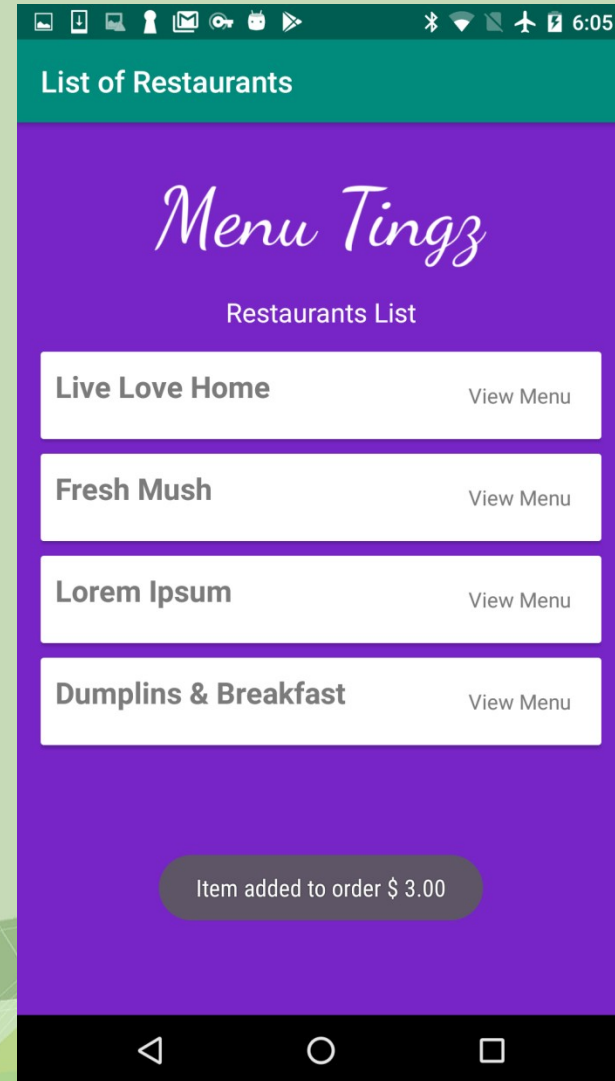 6:05
List of Restaurants
Menu Tingz
Restaurants List
Live Love Home
View Menu
Fresh Mush
View Menu
Lorem Ipsum
View Menu
Dumplins & Breakfast
View Menu
Item added to order $ 3.00